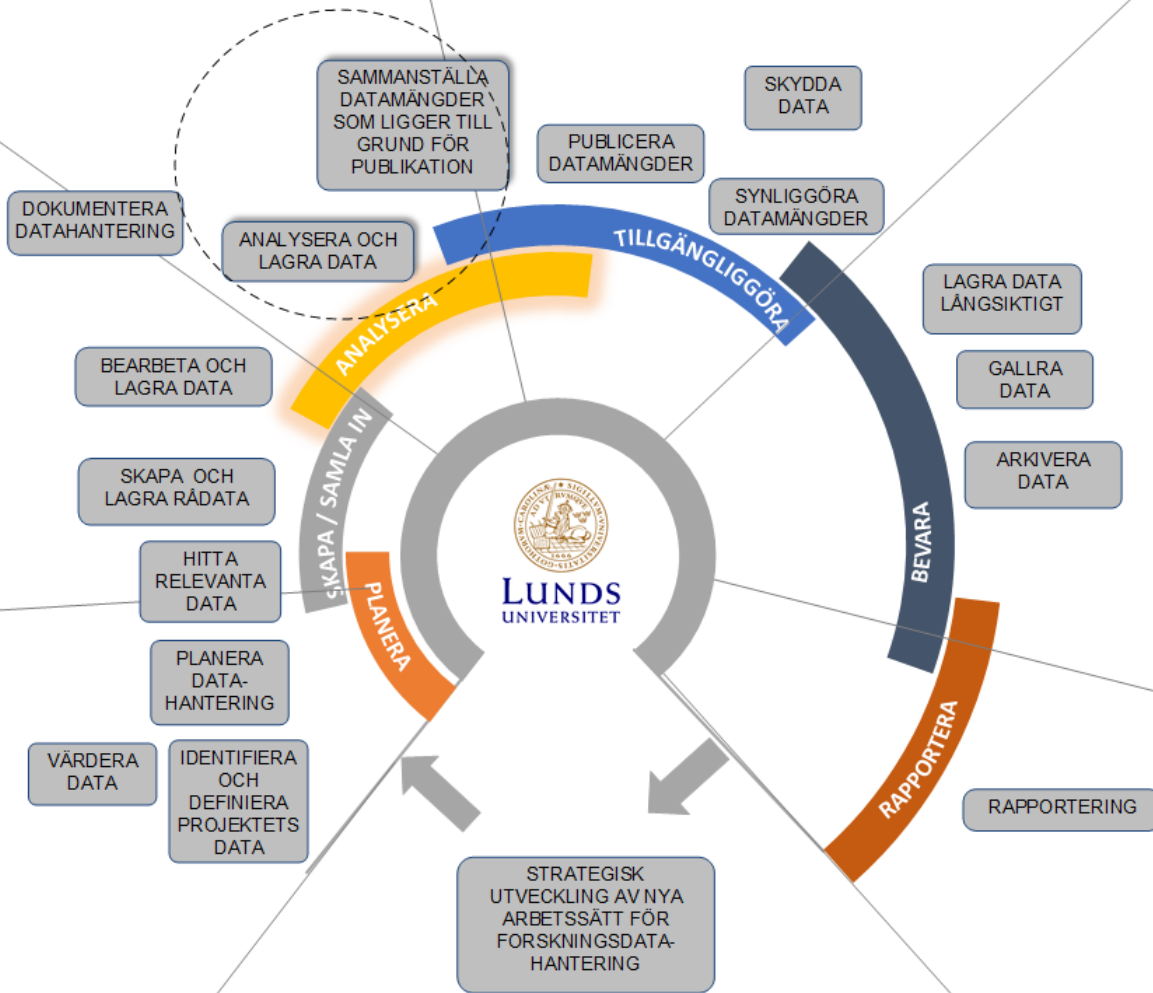 SAMMANSTÄLLA
DATAMÄNGDER
SOM LIGGER TILL
GRUND FÖR
PUBLIKATION
SKYDDA
DATA
PUBLICERA
DATAMÄNGDER
SYNLIGGÖRA
DATAMÄNGDER
DOKUMENTERA
DATAHANTERING
ANALYSERA OCH
LAGRA DATA
TILLGÄNGLIGGÖRA
ANALYSERA
LAGRA DATA
LÅNGSIKTIGT
BEARBETA OCH
LAGRA DATA
GALLRA
DATA
SKAPA / SAMLA IN
ARKIVERA
DATA
SKAPA OCH
LAGRA RÅDATA
BEVARA
HITTA
RELEVANTA
DATA
PLANERA
LUNDS
UNIVERSITET
PLANERA
DATA-
HANTERING
VÄRDERA
DATA
IDENTIFIERA
OCH
DEFINIERA
PROJEKTETS
DATA
RAPPORTERA
RAPPORTERING
STRATEGISK
UTVECKLING AV NYA
ARBETSSÄTT FÖR
FORSKNINGSDATA-
HANTERING